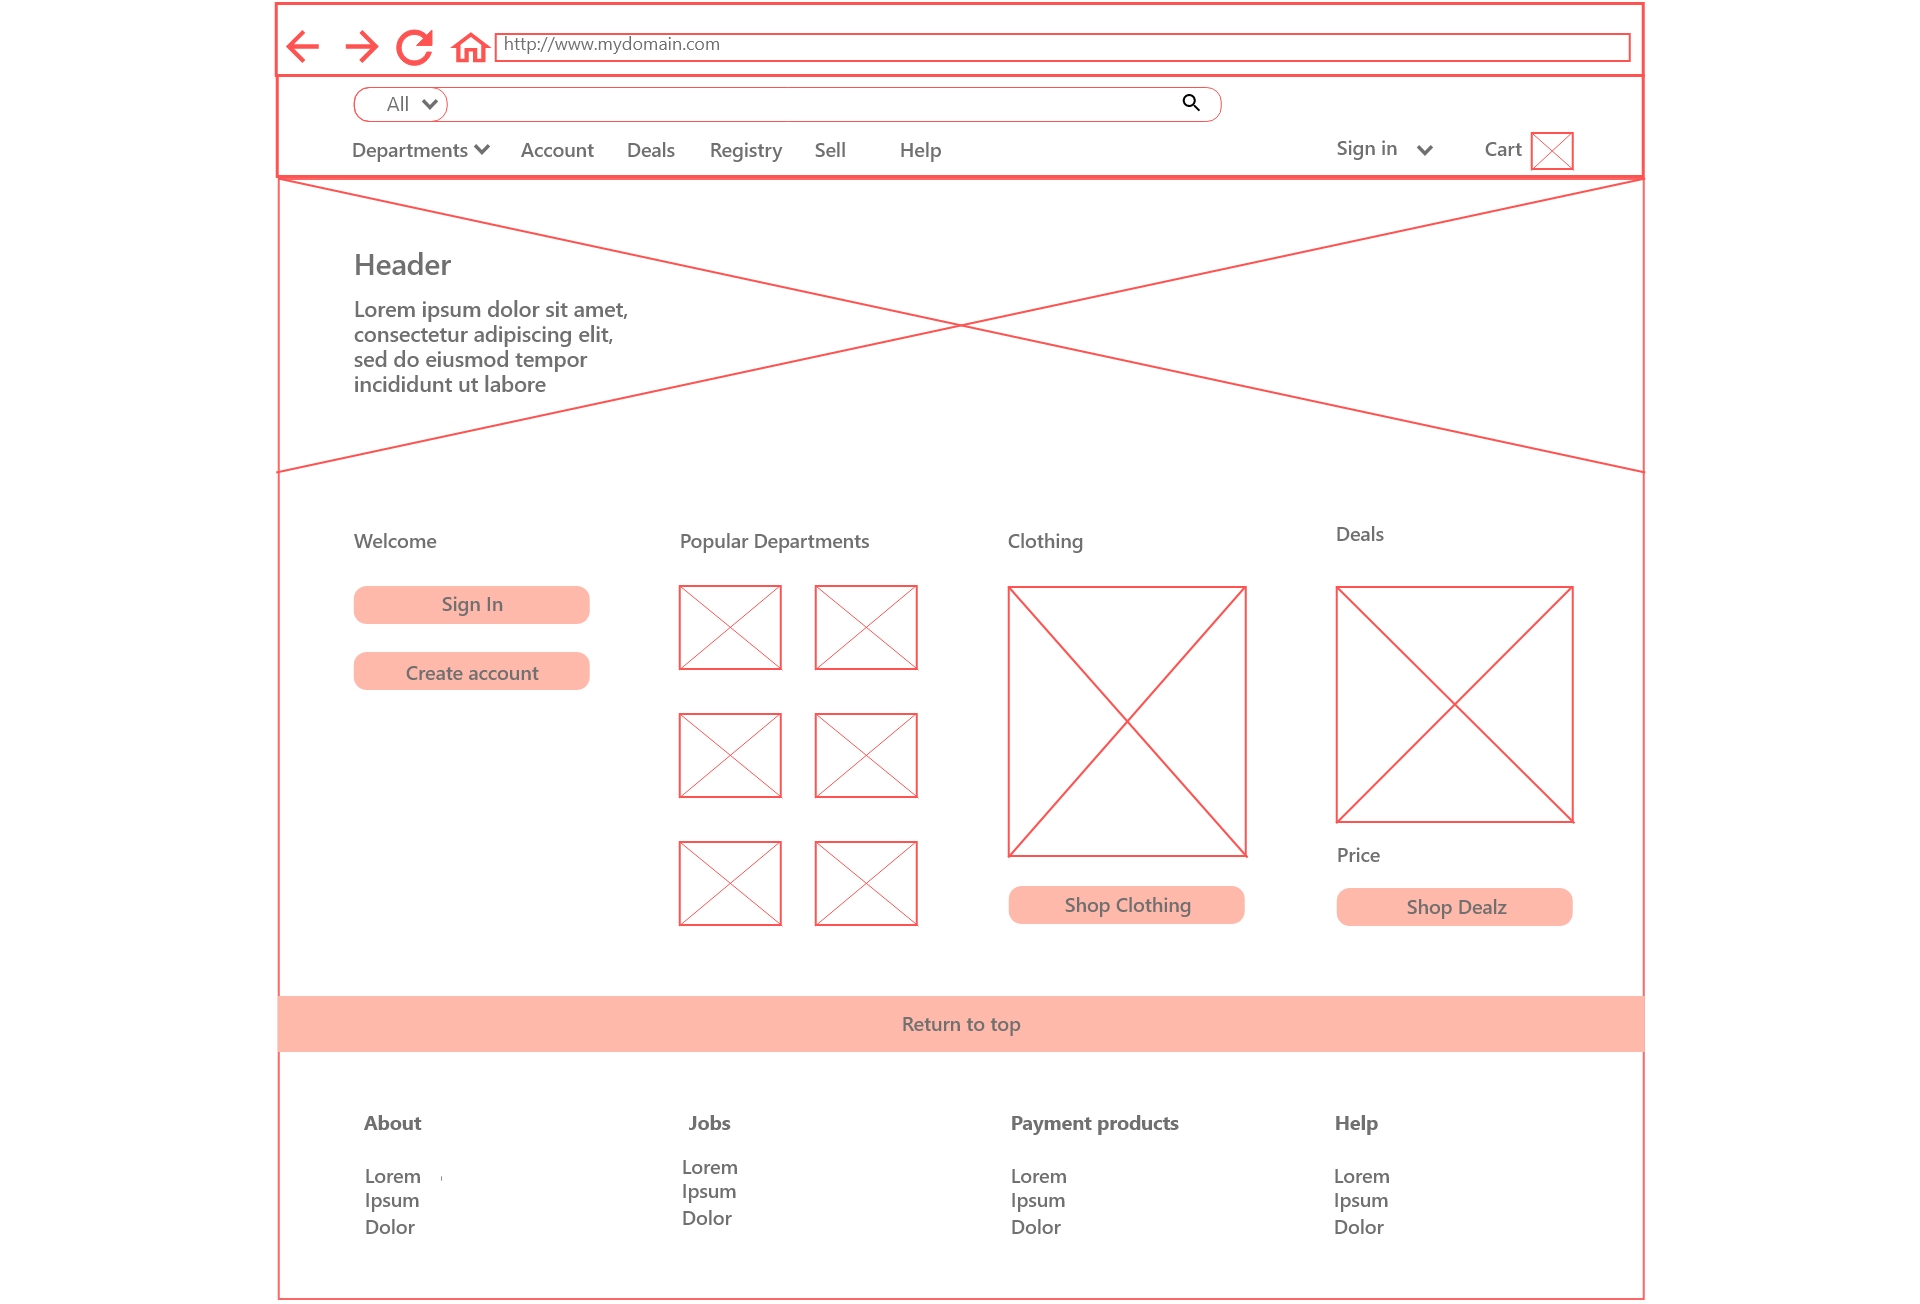 http://www.mydomain.com
All
Departments Account Deals Registry Sell Help Sign in Cart
Header
Lorem ipsum dolor sit amet,
consectetur adipiscing elit,
sed do eiusmod tempor
incididunt ut labore
Welcome
Sign In
Create account
Popular Departments
Clothing
Shop Clothing
Deals
Price
Shop Dealz
Return to top
About
Lorem
Ipsum
Dolor
Jobs
Lorem
Ipsum
Dolor
Payment products
Lorem
Ipsum
Dolor
Help
Lorem
Ipsum
Dolor